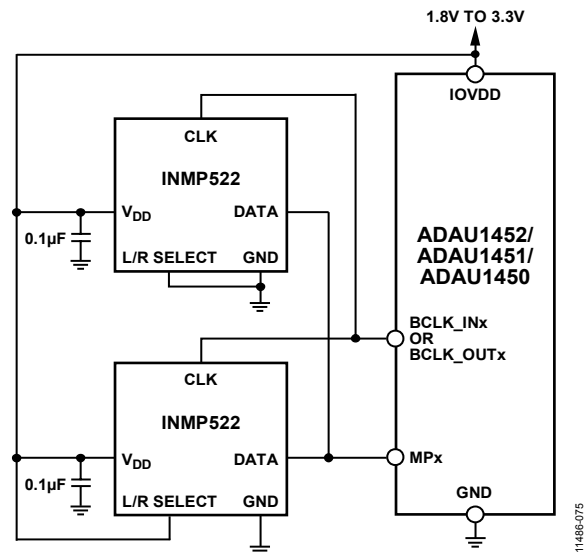 1.8V TO 3.3V
IOVDD
CLK
INMP522
VDD
DATA
0.1µF
L/R SELECT
GND
ADAU1452/
ADAU1451/
ADAU1450
BCLK_INx
OR
BCLK_OUTx
CLK
INMP522
VDD
DATA
MPx
0.1µF
L/R SELECT
GND
GND
11486-075